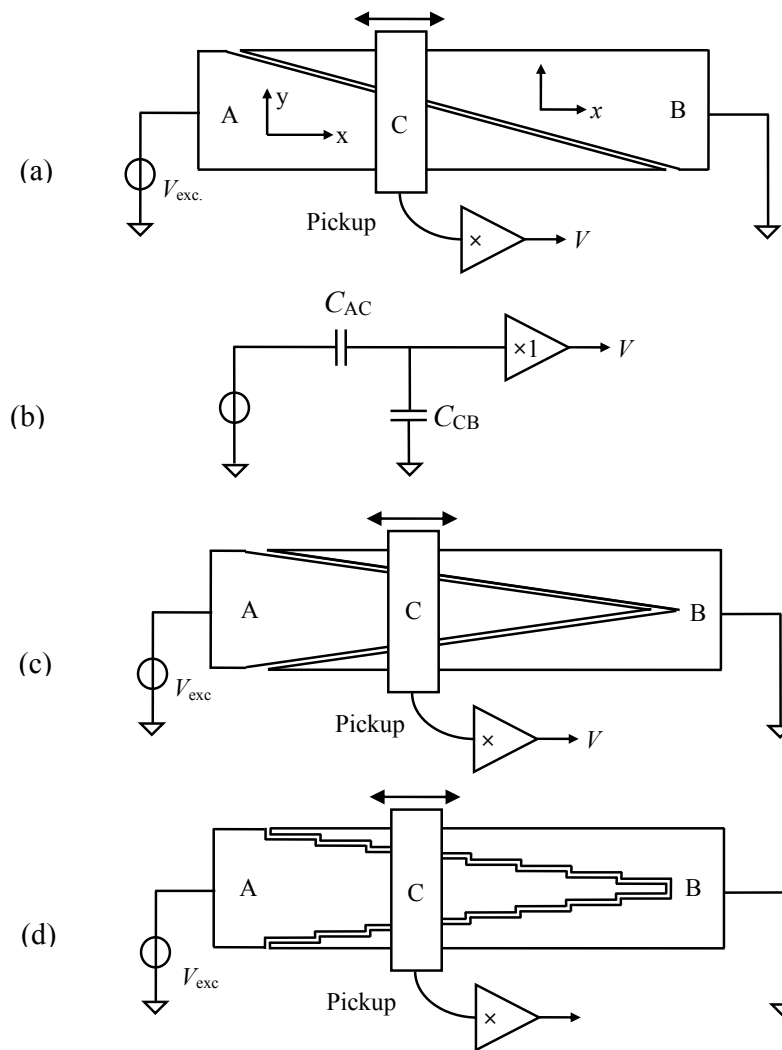 A
y
x
C
x
B
(a)
V_exc.
Pickup
×
V
C_AC
×1
V
(b)
C_CB
A
C
B
(c)
V_exc
Pickup
×
V
A
C
B
(d)
V_exc
Pickup
×